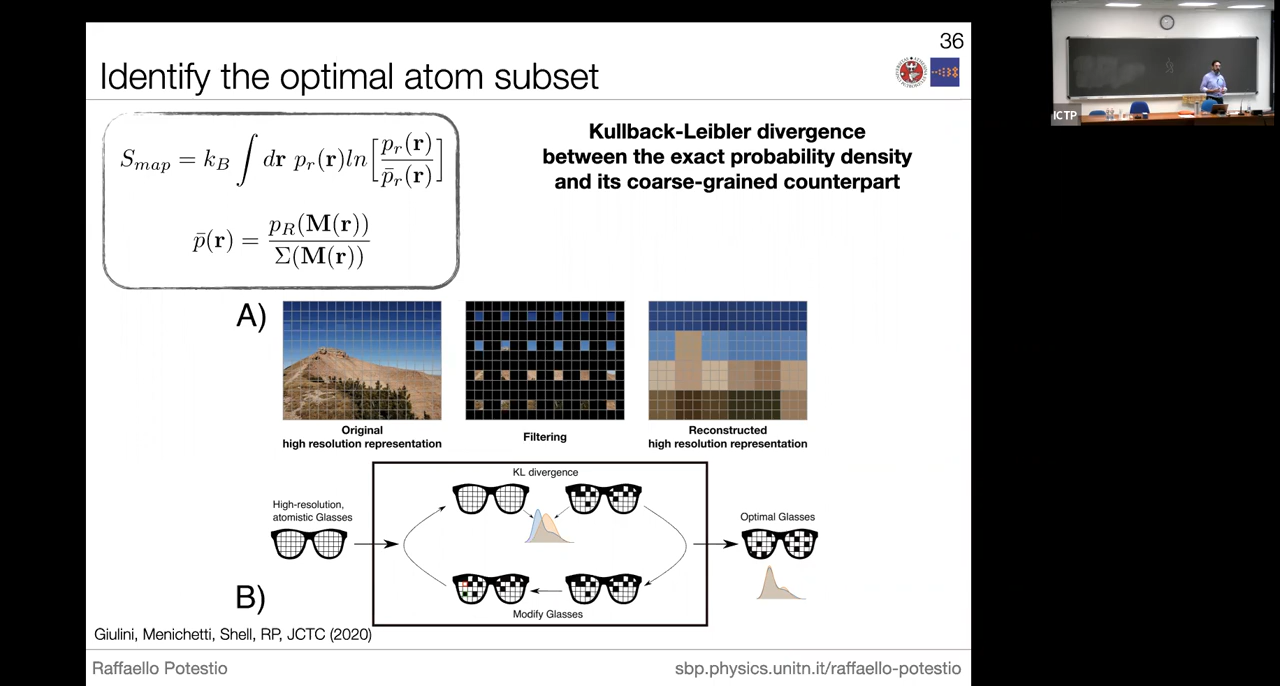 36
Identify the optimal atom subset
S_{map} = k_B ∫ d𝐫 p_r(𝐫)ln[p_r(𝐫) / p̄_r(𝐫)]
p̄(𝐫) = p_R(𝐌(𝐫)) / Σ(𝐌(𝐫))
Kullback-Leibler divergence
between the exact probability density
and its coarse-grained counterpart
A)
Original
high resolution representation
Filtering
Reconstructed
high resolution representation
B)
High-resolution,
atomistic Glasses
KL divergence
Modify Glasses
Optimal Glasses
Giulini, Menichetti, Shell, RP, JCTC (2020)
Raffaello Potestio
sbp.physics.unitn.it/raffaello-potestio
ICTP